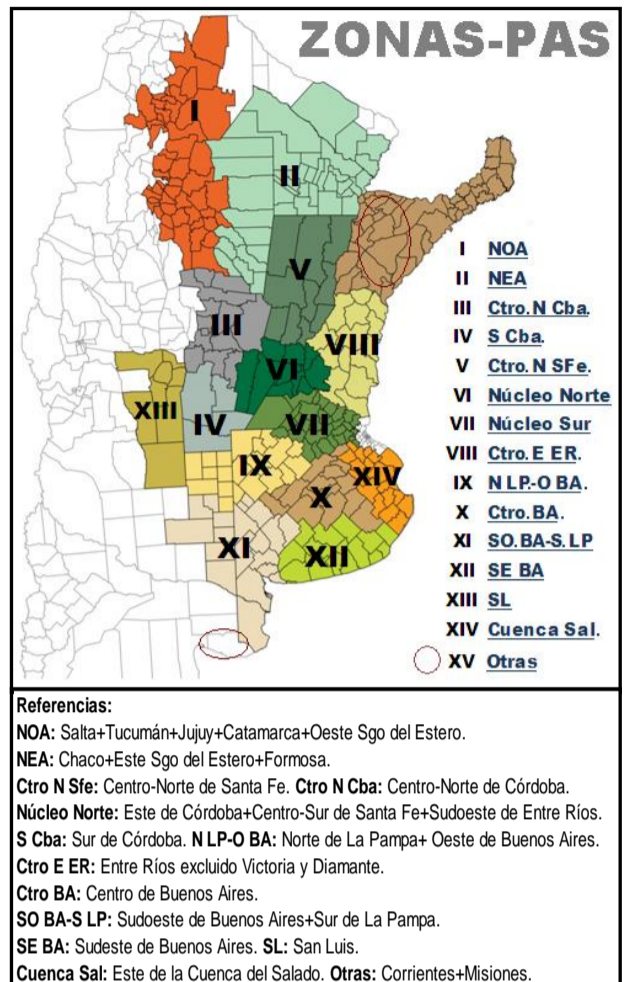 ZONAS-PAS
I
II
V
III
VIII
VI
XIII
IV
VII
IX
XIV
X
XI
XII
I NOA
II NEA
III Ctro.N Cba.
IV S Cba.
V Ctro.N SFe.
VI Núcleo Norte
VII Núcleo Sur
VIII Ctro.E ER.
IX N LP.-O BA.
X Ctro.BA.
XI SO.BA-S.LP
XII SE BA
XIII SL
XIV Cuenca Sal.
XV Otras
Referencias:
NOA: Salta+Tucumán+Jujuy+Catamarca+Oeste Sgo del Estero.
NEA: Chaco+Este Sgo del Estero+Formosa.
Ctro N Sfe: Centro-Norte de Santa Fe. Ctro N Cba: Centro-Norte de Córdoba.
Núcleo Norte: Este de Córdoba+Centro-Sur de Santa Fe+Sudoeste de Entre Ríos.
S Cba: Sur de Córdoba. N LP-O BA: Norte de La Pampa+ Oeste de Buenos Aires.
Ctro E ER: Entre Ríos excluido Victoria y Diamante.
Ctro BA: Centro de Buenos Aires.
SO BA-S LP: Sudoeste de Buenos Aires+Sur de La Pampa.
SE BA: Sudeste de Buenos Aires. SL: San Luis.
Cuenca Sal: Este de la Cuenca del Salado. Otras: Corrientes+Misiones.